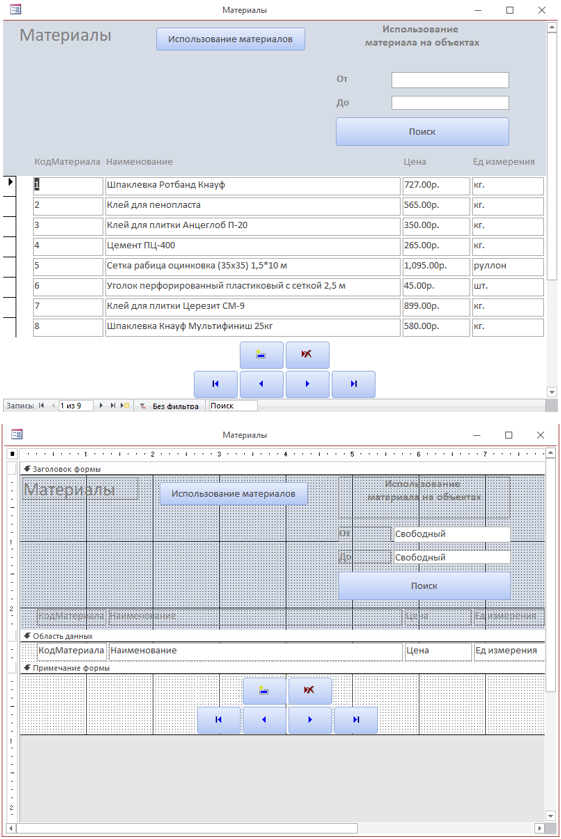 Материалы
Материалы
Использование материалов
Использование
материала на объектах
От
До
Поиск
КодМатериала Наименование Цена Ед измерения
1 Шпаклевка Ротбанд Кнауф 727.00р. кг.
2 Клей для пенопласта 565.00р. кг.
3 Клей для плитки Анцеглоб П-20 350.00р. кг.
4 Цемент ПЦ-400 265.00р. кг.
5 Сетка рабица оцинковка (35x35) 1,5*10 м 1,095.00р. руллон
6 Уголок перфорированный пластиковый с сеткой 2,5 м 45.00р. шт.
7 Клей для плитки Церезит СМ-9 899.00р. кг.
8 Шпаклевка Кнауф Мультифиниш 25кг 580.00р. кг.
Запись: 1 из 9 Без фильтра Поиск
Материалы
1 2 3 4 5 6 7
Заголовок формы
Материалы
Использование материалов
Использование
материала на объектах
От Свободный
1
До Свободный
Поиск
2
КодМатериала Наименование Цена Ед измерения
Область данных
КодМатериала Наименование Цена Ед измерения
Примечание формы
1
2